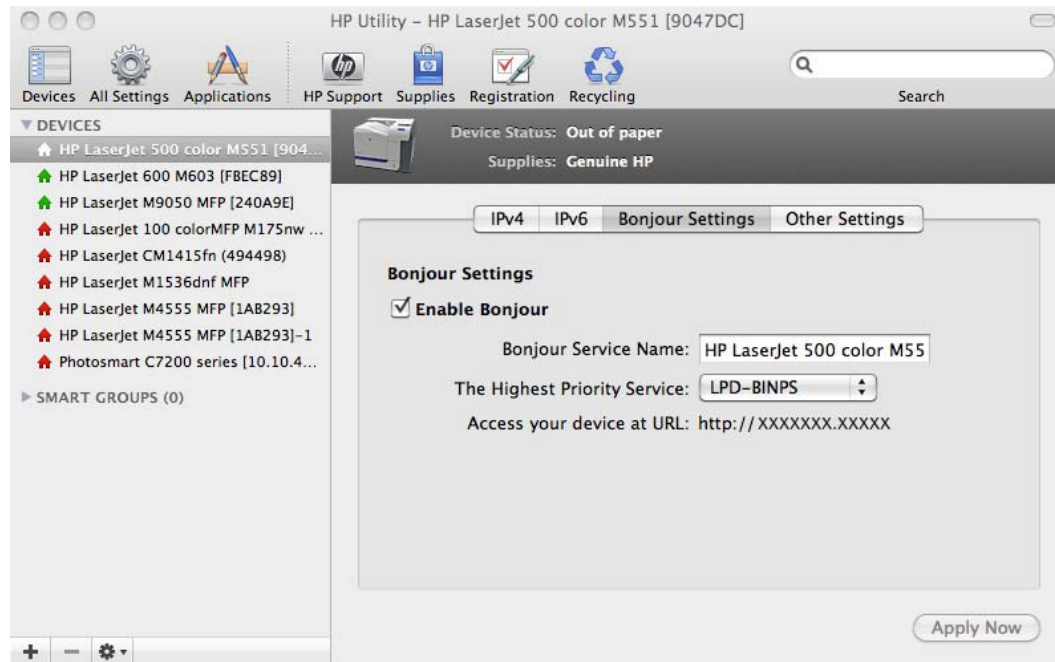 HP Utility – HP LaserJet 500 color M551 [9047DC]
Devices All Settings Applications HP Support Supplies Registration Recycling Search
DEVICES
HP LaserJet 500 color M551 [904...
HP LaserJet 600 M603 [FBEC89]
HP LaserJet M9050 MFP [240A9E]
HP LaserJet 100 colorMFP M175nw ...
HP LaserJet CM1415fn (494498)
HP LaserJet M1536dnf MFP
HP LaserJet M4555 MFP [1AB293]
HP LaserJet M4555 MFP [1AB293]-1
Photosmart C7200 series [10.10.4...
SMART GROUPS (0)
Device Status: Out of paper
Supplies: Genuine HP
IPv4 IPv6 Bonjour Settings Other Settings
Bonjour Settings
Enable Bonjour
Bonjour Service Name: HP LaserJet 500 color M55
The Highest Priority Service: LPD-BINPS
Access your device at URL: http://XXXXXXX.XXXXX
Apply Now